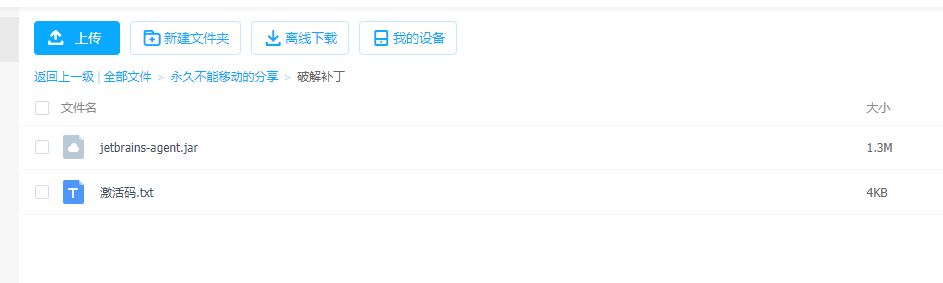 上传 新建文件夹 离线下载 我的设备
返回上一级 | 全部文件 > 永久不能移动的分享 > 破解补丁
文件名 大小
jetbrains-agent.jar 1.3M
激活码.txt 4KB